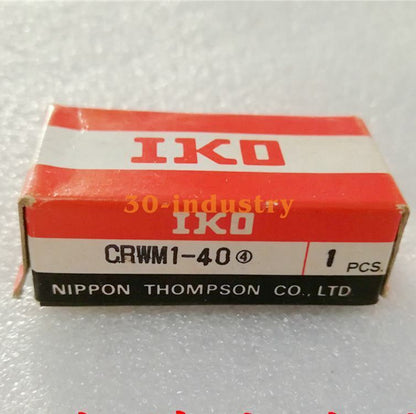 IKO
30-industry
IKO
CRWM1-40④ 1 PCS.
NIPPON THOMPSON CO., LTD